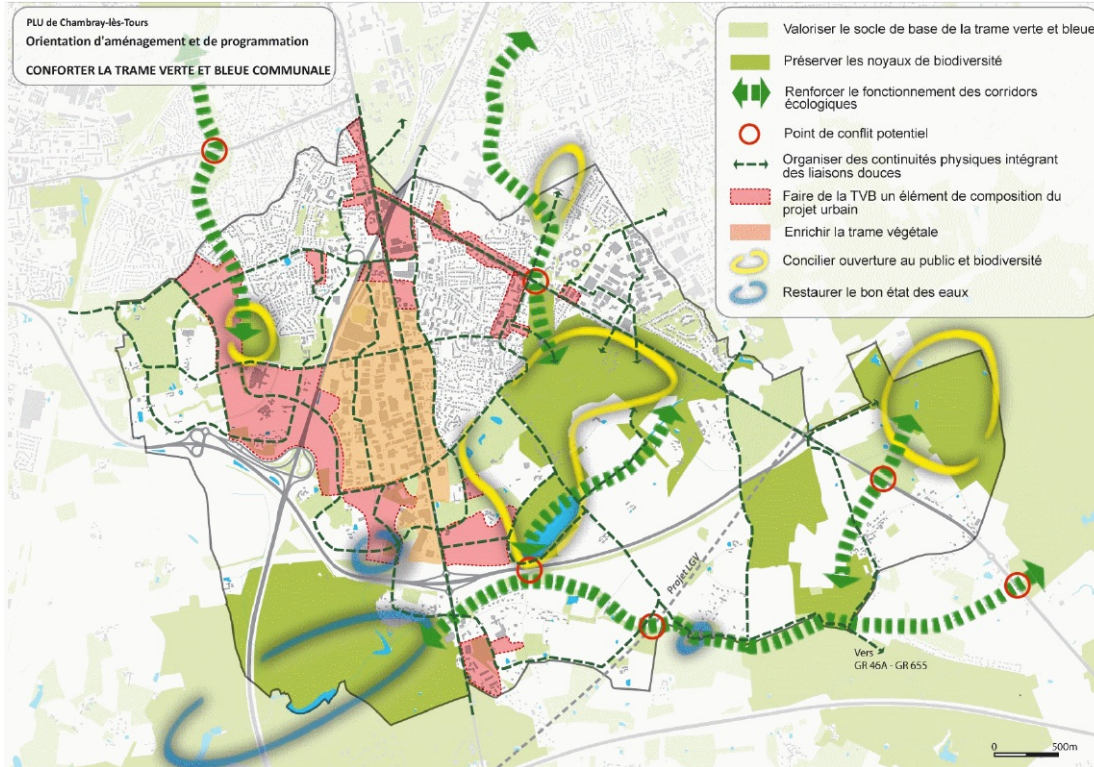 PLU de Chambray-lès-Tours
Orientation d'aménagement et de programmation
CONFORTER LA TRAME VERTE ET BLEUE COMMUNALE
Valoriser le socle de base de la trame verte et bleue
Préserver les noyaux de biodiversité
Renforcer le fonctionnement des corridors
écologiques
Point de conflit potentiel
Organiser des continuités physiques intégrant
des liaisons douces
Faire de la TVB un élément de composition du
projet urbain
Enrichir la trame végétale
Concilier ouverture au public et biodiversité
Restaurer le bon état des eaux
Projet LGV
Vers
GR 46A - GR 655
0 500m